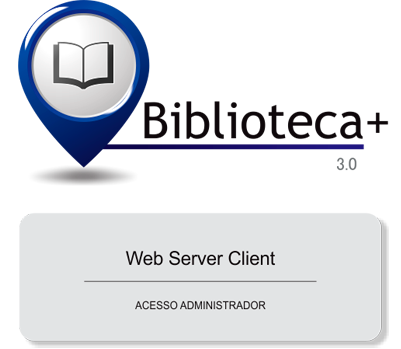 Biblioteca+
3.0
Web Server Client
ACESSO ADMINISTRADOR